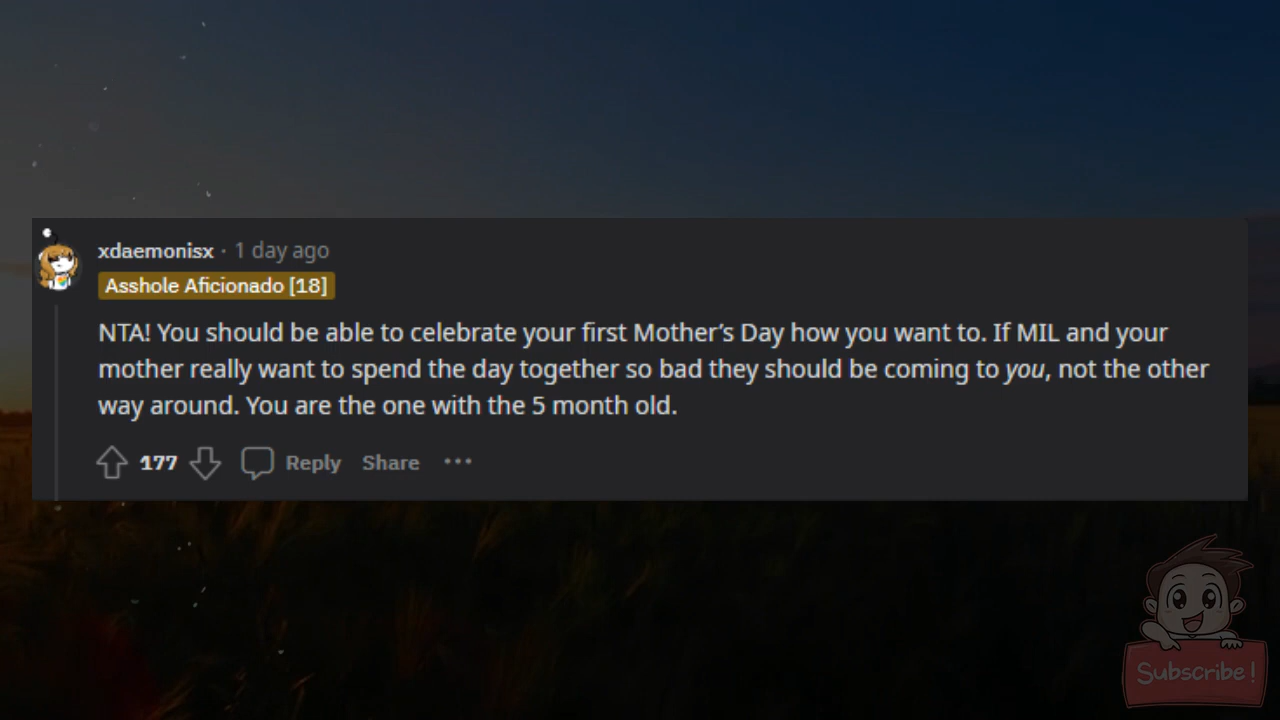 xdaemonisx · 1 day ago
Asshole Aficionado [18]
NTA! You should be able to celebrate your first Mother’s Day how you want to. If MIL and your
mother really want to spend the day together so bad they should be coming to you, not the other
way around. You are the one with the 5 month old.
177 Reply Share ···
Subscribe!